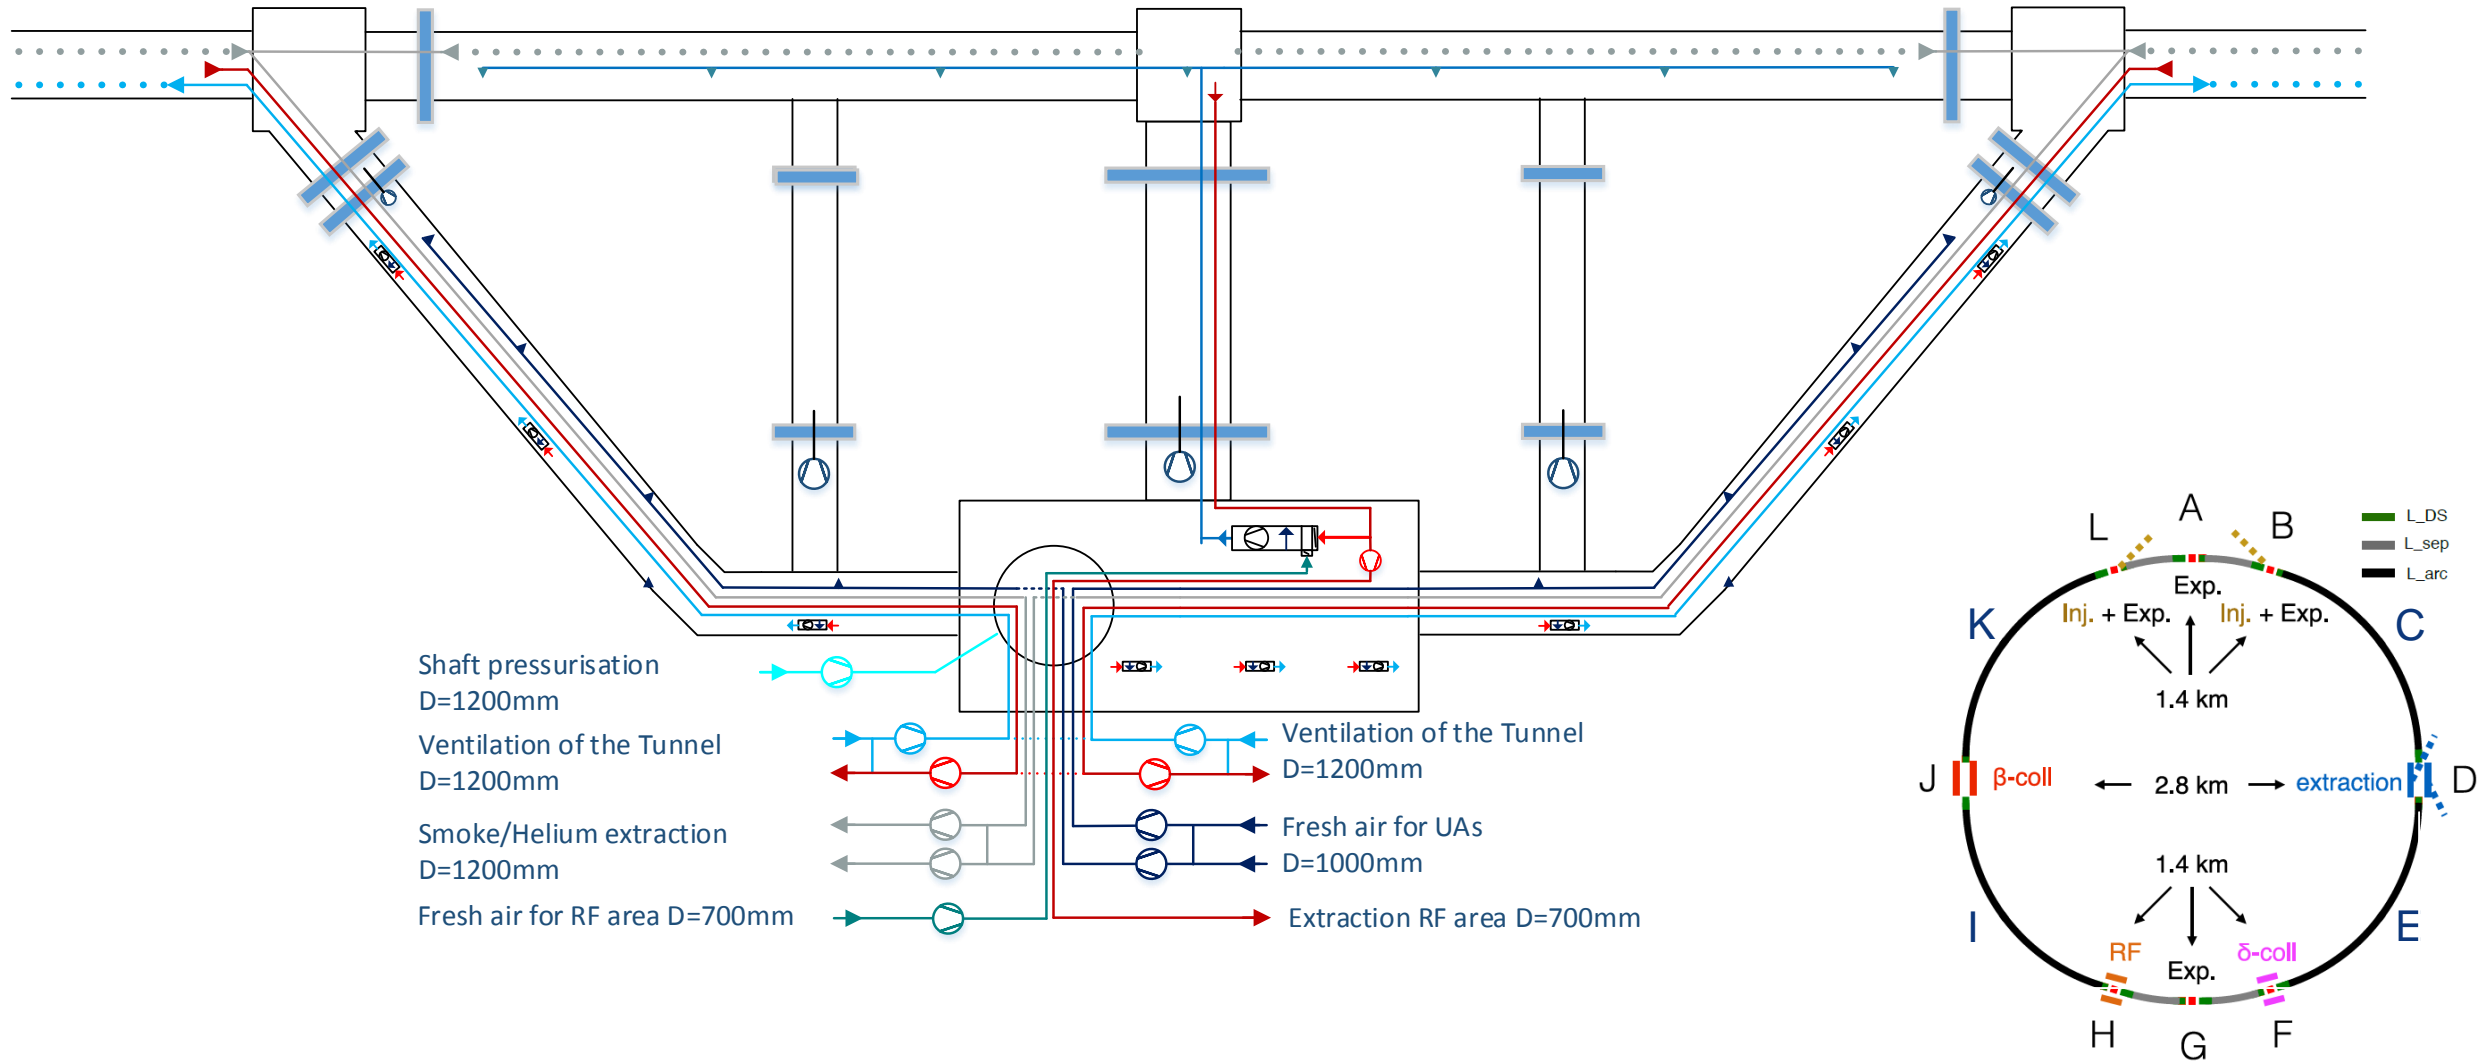 Shaft pressurisation
D=1200mm
Ventilation of the Tunnel
D=1200mm
Smoke/Helium extraction
D=1200mm
Fresh air for RF area D=700mm
Ventilation of the Tunnel
D=1200mm
Fresh air for UAs
D=1000mm
Extraction RF area D=700mm
L_DS
L_sep
L_arc
A
L
B
Exp.
Inj. + Exp.
Inj. + Exp.
K
C
1.4 km
J
β-coll
2.8 km
extraction
D
1.4 km
I
E
RF
δ-coll
Exp.
H
G
F